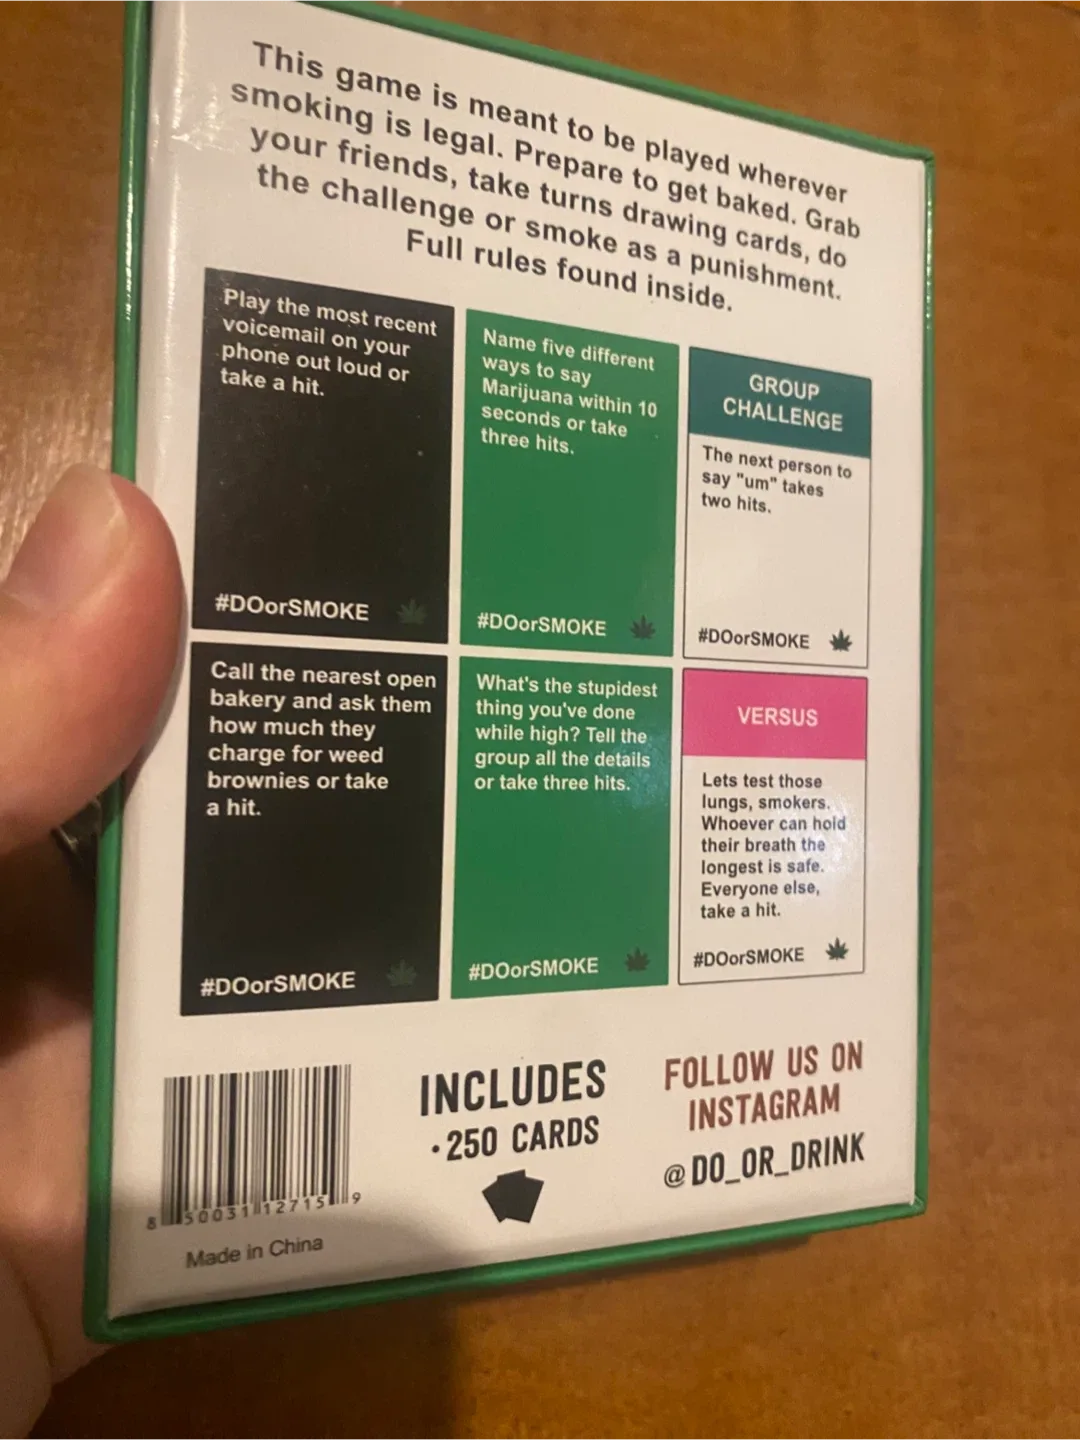 This game is meant to be played wherever
smoking is legal. Prepare to get baked. Grab
your friends, take turns drawing cards, do
the challenge or smoke as a punishment.
Full rules found inside.
Play the most recent
voicemail on your
phone out loud or
take a hit.
#DOorSMOKE
Name five different
ways to say
Marijuana within 10
seconds or take
three hits.
#DOorSMOKE
GROUP
CHALLENGE
The next person to
say "um" takes
two hits.
#DOorSMOKE
Call the nearest open
bakery and ask them
how much they
charge for weed
brownies or take
a hit.
#DOorSMOKE
What's the stupidest
thing you've done
while high? Tell the
group all the details
or take three hits.
#DOorSMOKE
VERSUS
Lets test those
lungs, smokers.
Whoever can hold
their breath the
longest is safe.
Everyone else,
take a hit.
#DOorSMOKE
8 50031 12715 9
Made in China
INCLUDES
·250 CARDS
FOLLOW US ON
INSTAGRAM
@DO_OR_DRINK